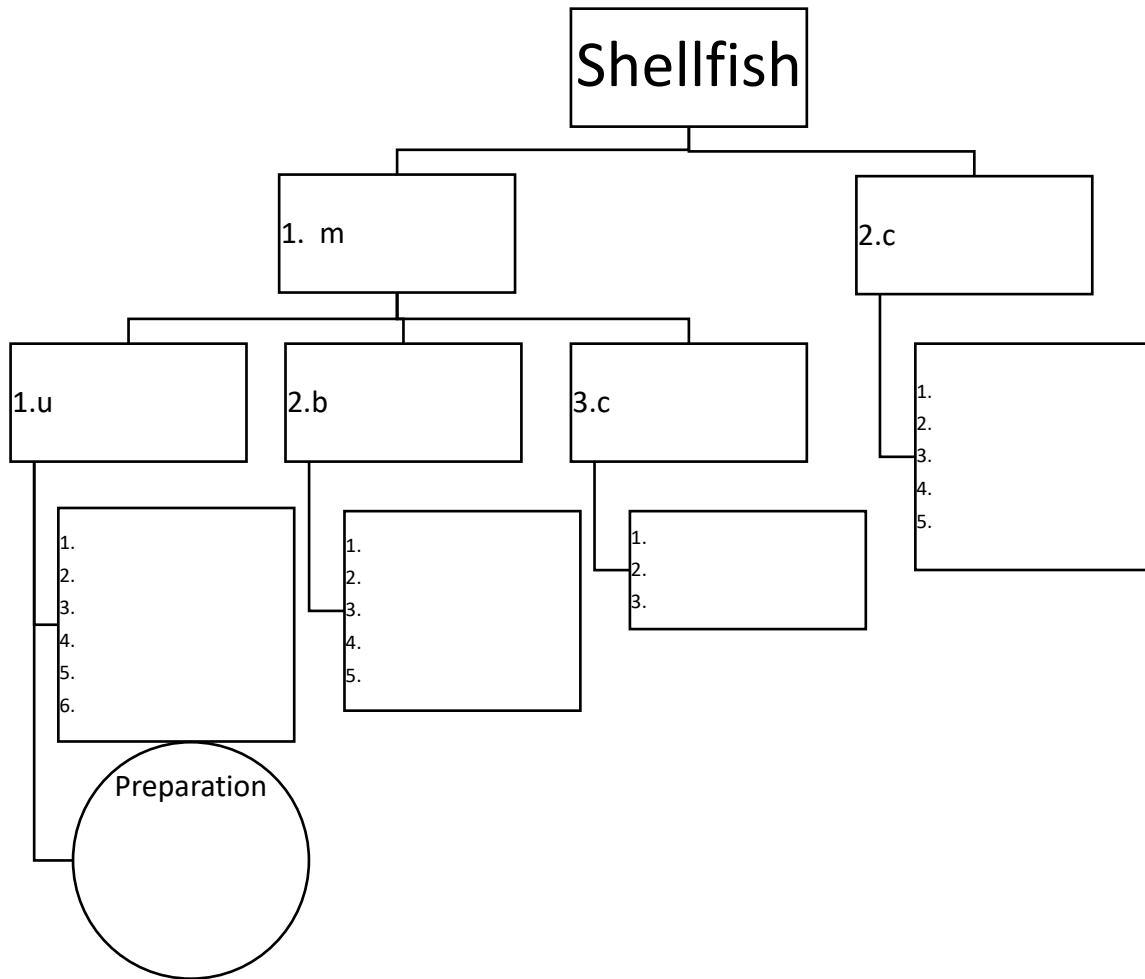 Shellfish
1. m
2.c
1.u
2.b
3.c
1.
2.
3.
4.
5.
6.
1.
2.
3.
4.
5.
1.
2.
3.
1.
2.
3.
4.
5.
Preparation